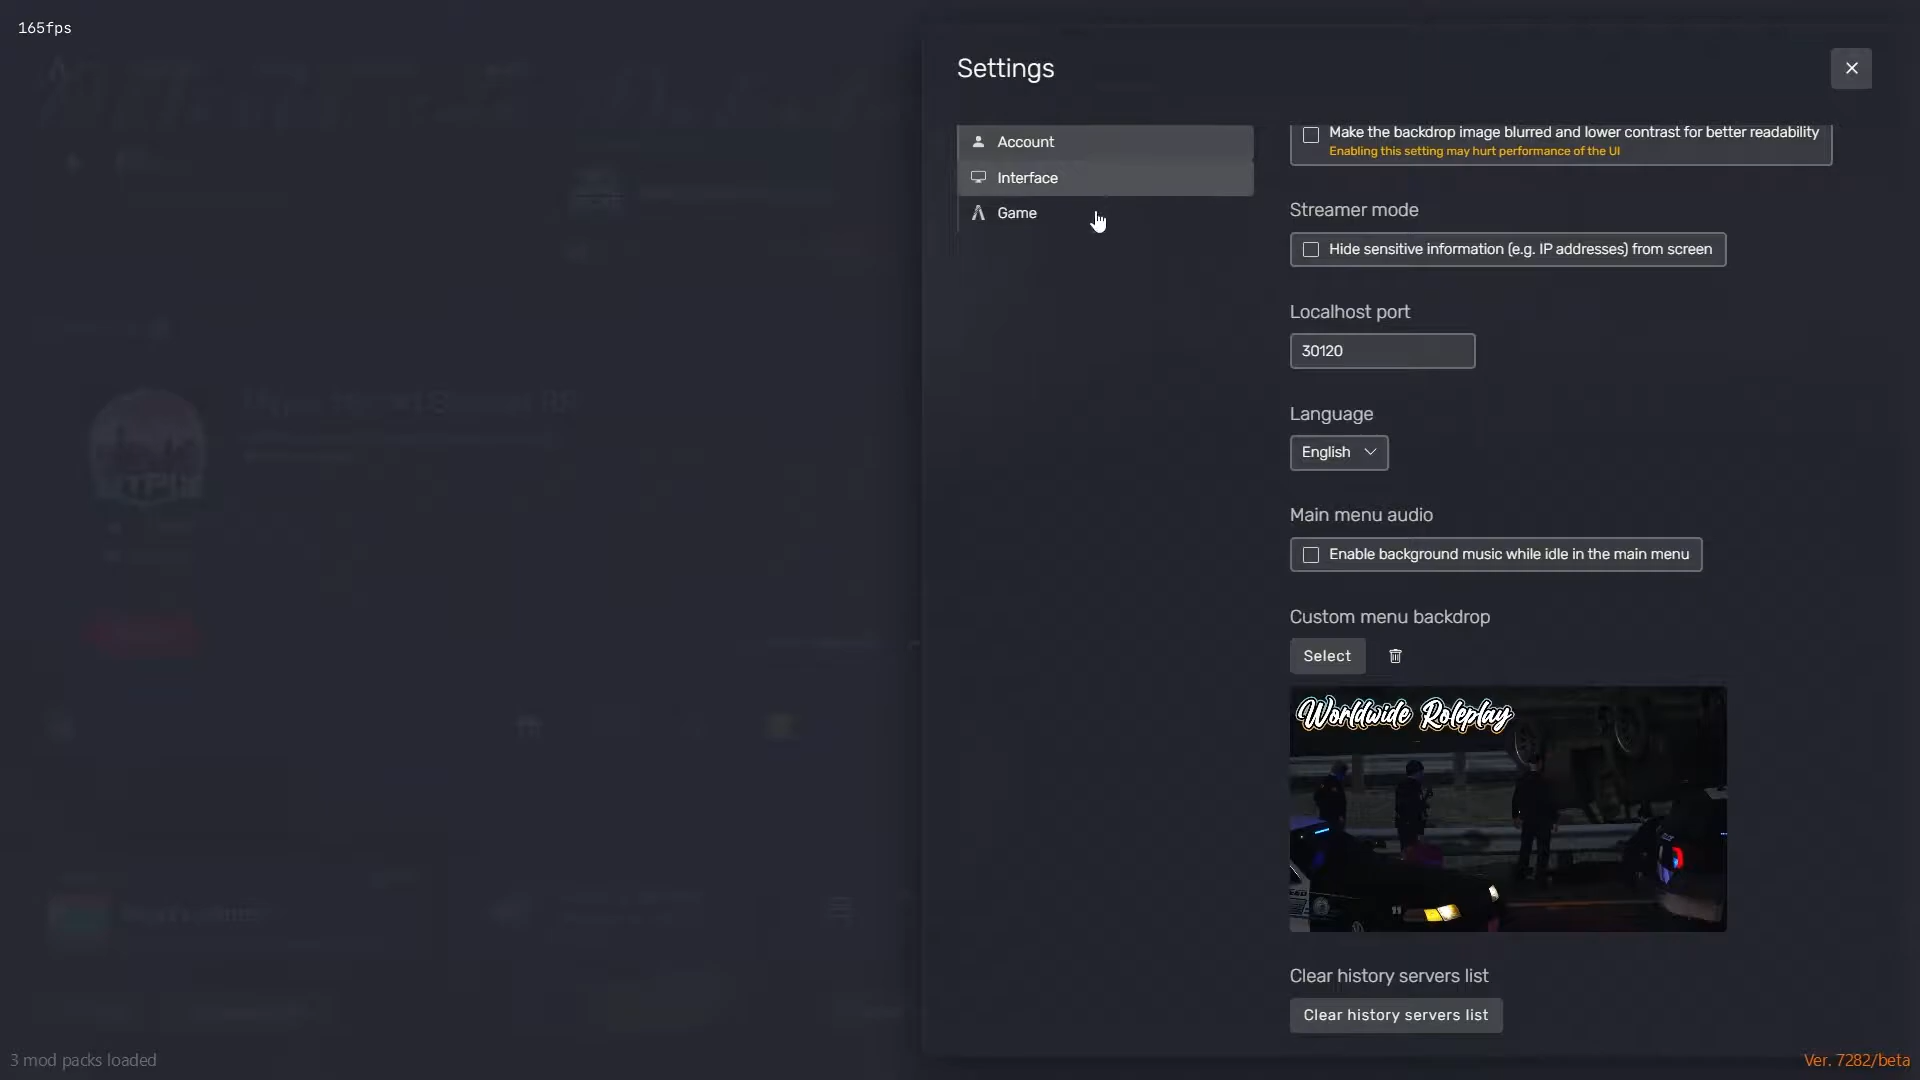 165fps
Settings
Account
Interface
Game
Make the backdrop image blurred and lower contrast for better readability
Enabling this setting may hurt performance of the UI
Streamer mode
Hide sensitive information (e.g. IP addresses) from screen
Localhost port
30120
Language
English
Main menu audio
Enable background music while idle in the main menu
Custom menu backdrop
Select
Worldwide Roleplay
Clear history servers list
Clear history servers list
3 mod packs loaded
Ver. 7282/beta